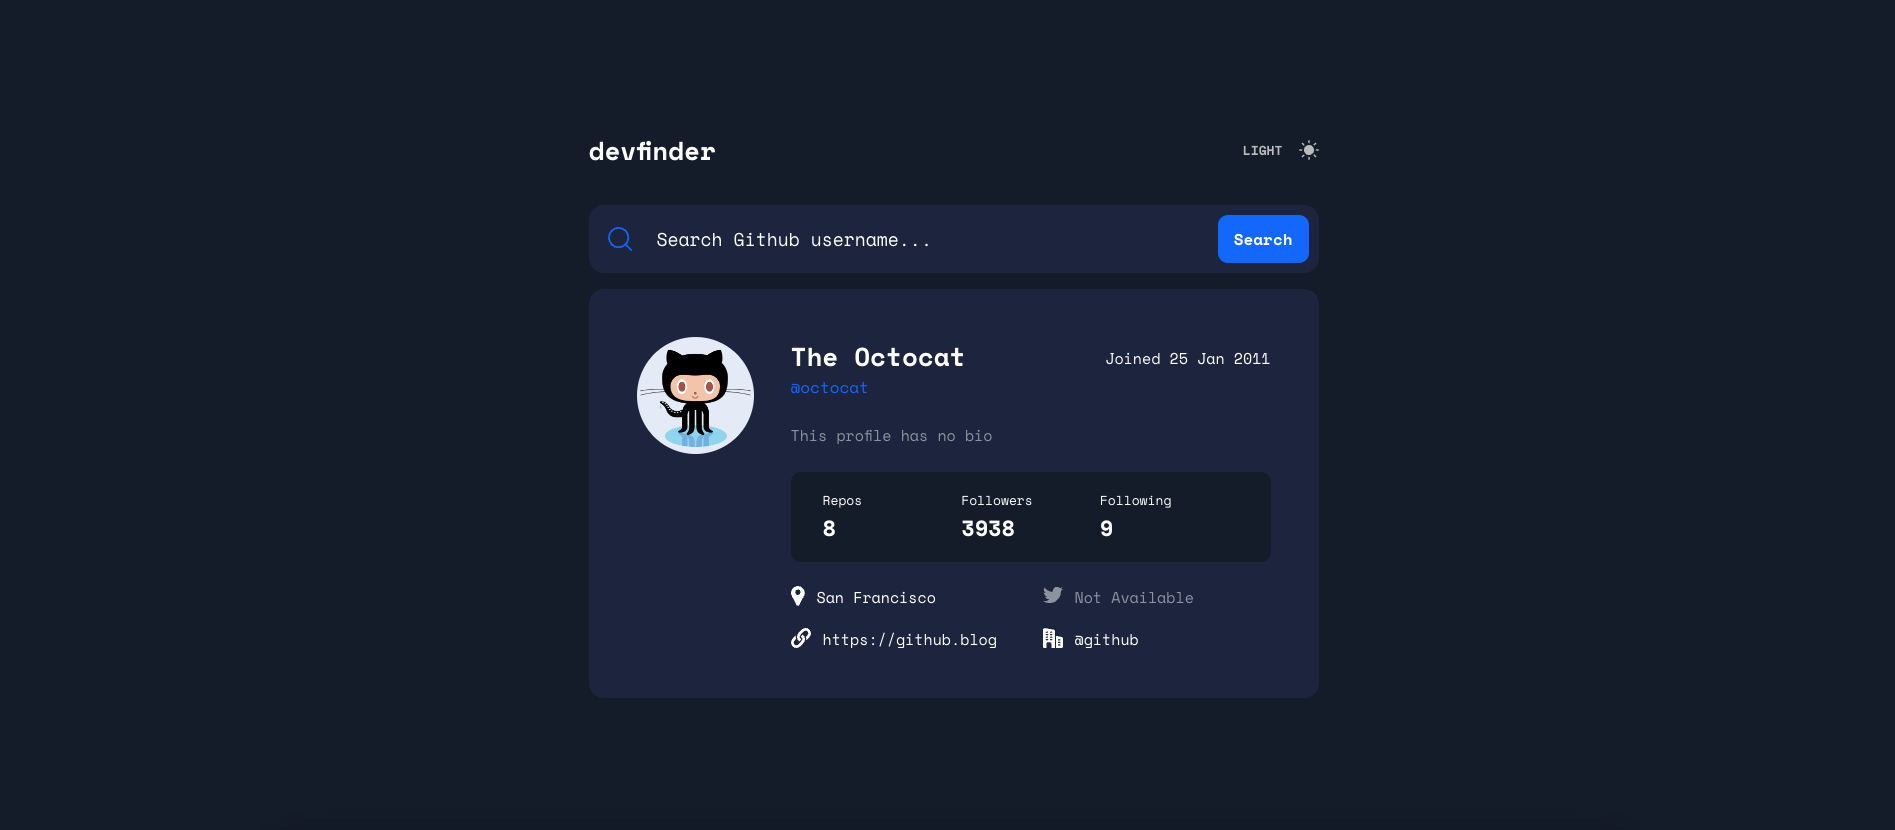 devfinder
LIGHT
Search Github username...
Search
The Octocat
Joined 25 Jan 2011
@octocat
This profile has no bio
Repos Followers Following
8 3938 9
San Francisco Not Available
https://github.blog @github